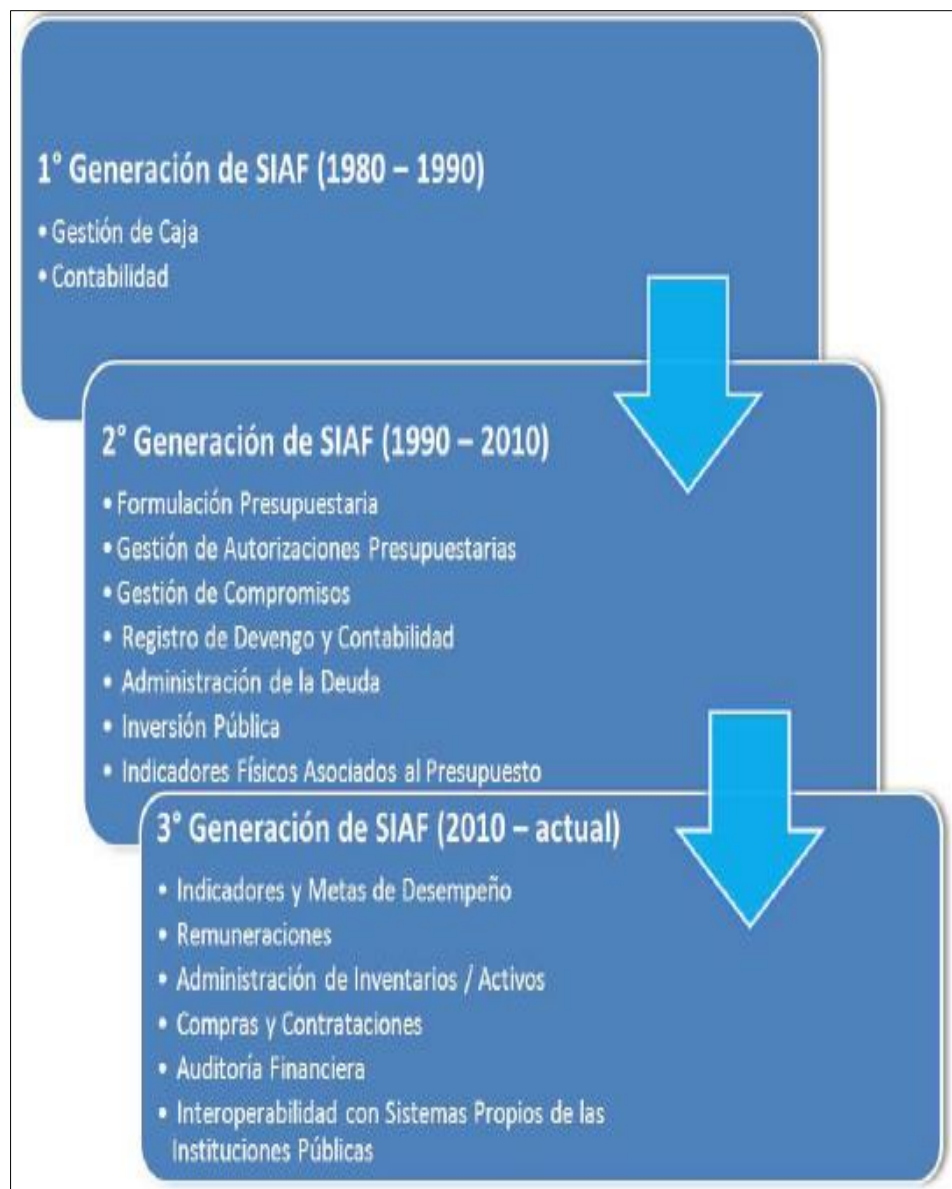 1° Generación de SIAF (1980 – 1990)
• Gestión de Caja
• Contabilidad
2° Generación de SIAF (1990 – 2010)
• Formulación Presupuestaria
• Gestión de Autorizaciones Presupuestarias
• Gestión de Compromisos
• Registro de Devengo y Contabilidad
• Administración de la Deuda
• Inversión Pública
• Indicadores Físicos Asociados al Presupuesto
3° Generación de SIAF (2010 – actual)
• Indicadores y Metas de Desempeño
• Remuneraciones
• Administración de Inventarios / Activos
• Compras y Contrataciones
• Auditoría Financiera
• Interoperabilidad con Sistemas Propios de las
Instituciones Públicas